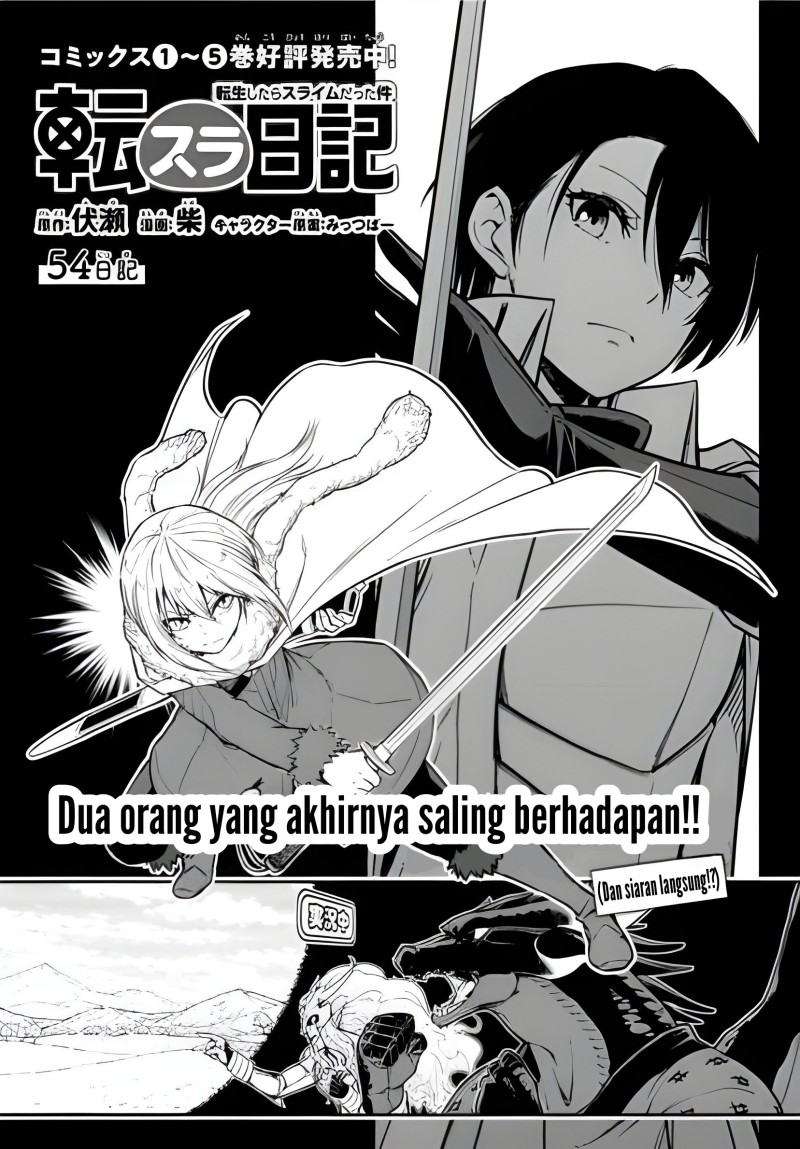 コミックス①〜⑤巻好評発売中!
転生したらスライムだった件
転スラ日記
原作:伏瀬 漫画:柴 キャラクター原案:みっつばー
54日記
Dua orang yang akhirnya saling berhadapan!!
(Dan siaran langsung!?)
実況中